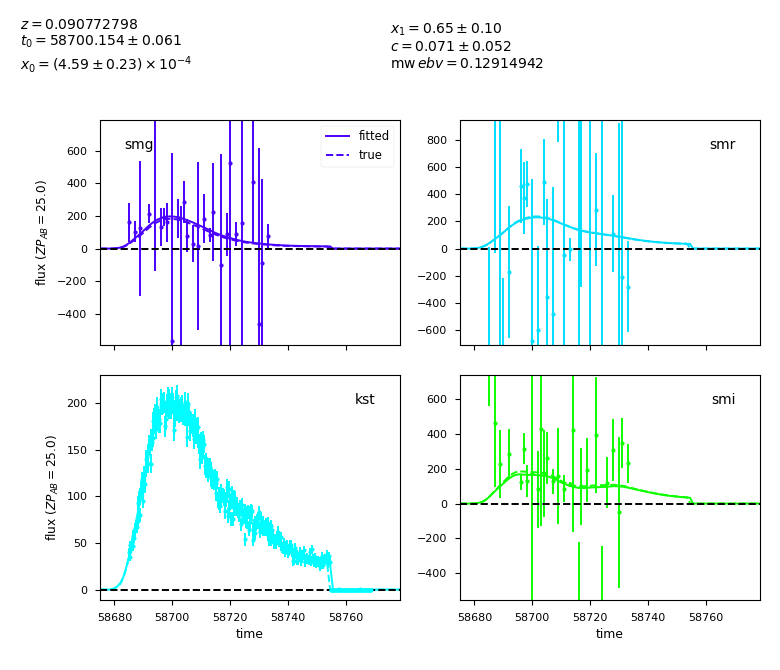 z = 0.090772798
t₀ = 58700.154 ± 0.061
x₀ = (4.59 ± 0.23) × 10⁻⁴
x₁ = 0.65 ± 0.10
c = 0.071 ± 0.052
mw ebv = 0.12914942
smg
fitted
true
600
400
200
0
−200
−400
flux (ZP_AB = 25.0)
smr
800
600
400
200
0
−200
−400
−600
kst
200
150
100
50
0
flux (ZP_AB = 25.0)
58680 58700 58720 58740 58760
time
smi
600
400
200
0
−200
−400
58680 58700 58720 58740 58760
time